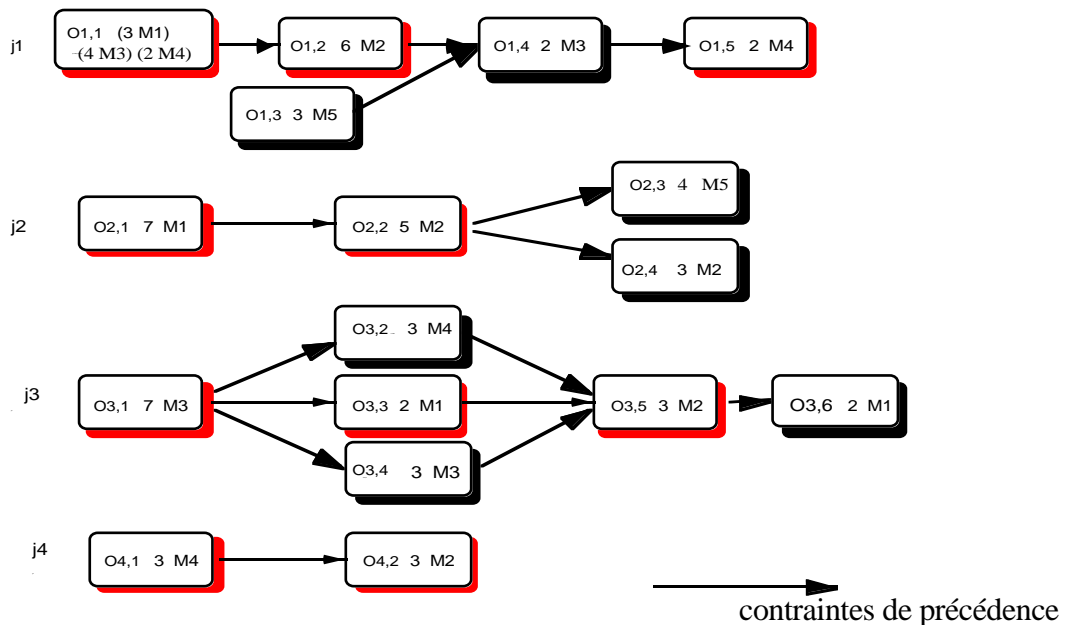 j1
O1,1 (3 M1)
-(4 M3) (2 M4)
O1,2 6 M2
O1,4 2 M3
O1,5 2 M4
O1,3 3 M5
j2
O2,1 7 M1
O2,2 5 M2
O2,3 4 M5
O2,4 3 M2
j3
O3,1 7 M3
O3,2 3 M4
O3,3 2 M1
O3,4 3 M3
O3,5 3 M2
O3,6 2 M1
j4
O4,1 3 M4
O4,2 3 M2
contraintes de précédence